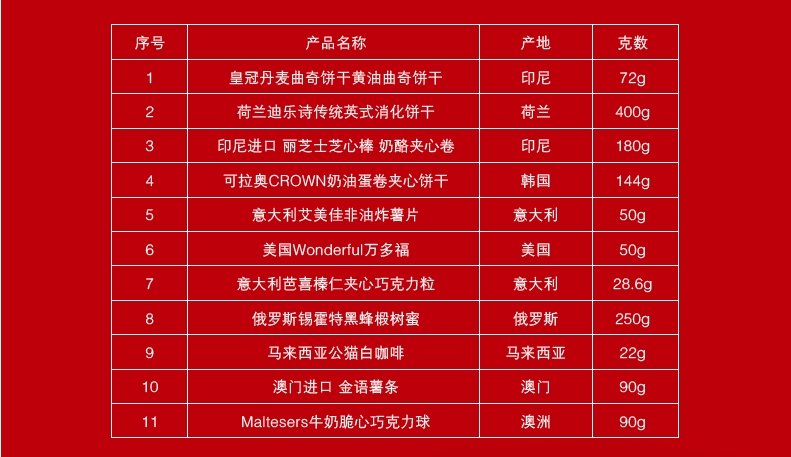 序号 产品名称 产地 克数
1 皇冠丹麦曲奇饼干黄油曲奇饼干 印尼 72g
2 荷兰迪乐诗传统英式消化饼干 荷兰 400g
3 印尼进口 丽芝士芝心棒 奶酪夹心卷 印尼 180g
4 可拉奥CROWN奶油蛋卷夹心饼干 韩国 144g
5 意大利艾美佳非油炸薯片 意大利 50g
6 美国Wonderful万多福 美国 50g
7 意大利芭喜榛仁夹心巧克力粒 意大利 28.6g
8 俄罗斯锡霍特黑蜂椴树蜜 俄罗斯 250g
9 马来西亚公猫白咖啡 马来西亚 22g
10 澳门进口 金语薯条 澳门 90g
11 Maltesers牛奶脆心巧克力球 澳洲 90g